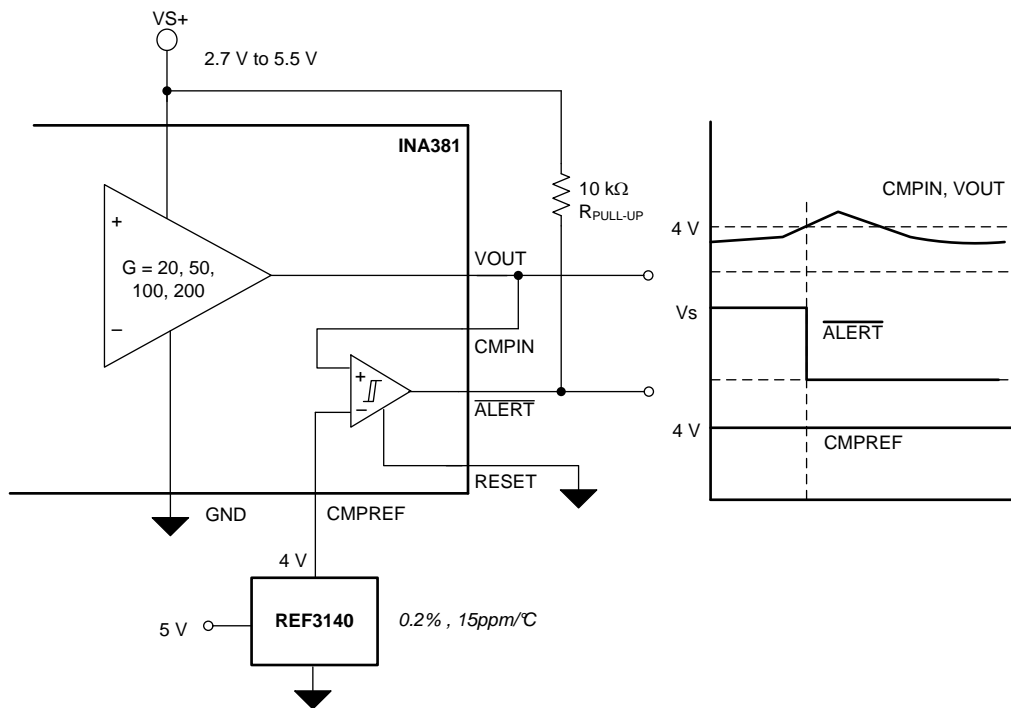 VS+
2.7 V to 5.5 V
INA381
+
G = 20, 50,
100, 200
−
10 kΩ
RPULL-UP
VOUT
CMPIN
+
−
ALERT
RESET
GND
CMPREF
4 V
5 V
REF3140
0.2% , 15ppm/°C
CMPIN, VOUT
4 V
Vs
ALERT
4 V
CMPREF